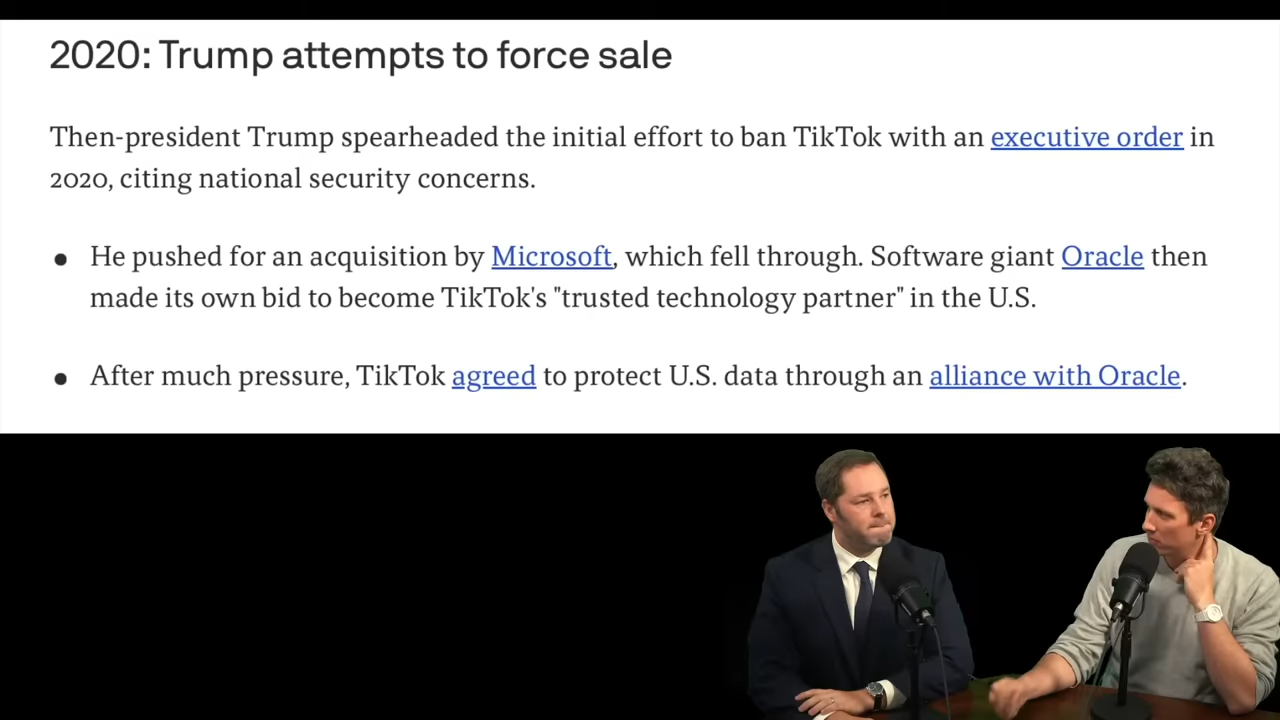 2020: Trump attempts to force sale
Then-president Trump spearheaded the initial effort to ban TikTok with an executive order in
2020, citing national security concerns.
● He pushed for an acquisition by Microsoft, which fell through. Software giant Oracle then
made its own bid to become TikTok's "trusted technology partner" in the U.S.
● After much pressure, TikTok agreed to protect U.S. data through an alliance with Oracle.